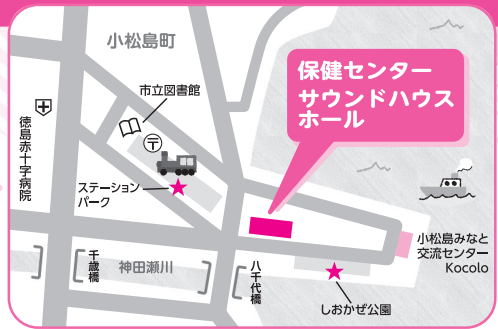 小松島町
保健センター
サウンドハウス
ホール
市立図書館
徳島赤十字病院
〒
ステーション
パーク
小松島みなと
交流センター
Kocolo
千歳橋
神田瀬川
八千代橋
しおかぜ公園